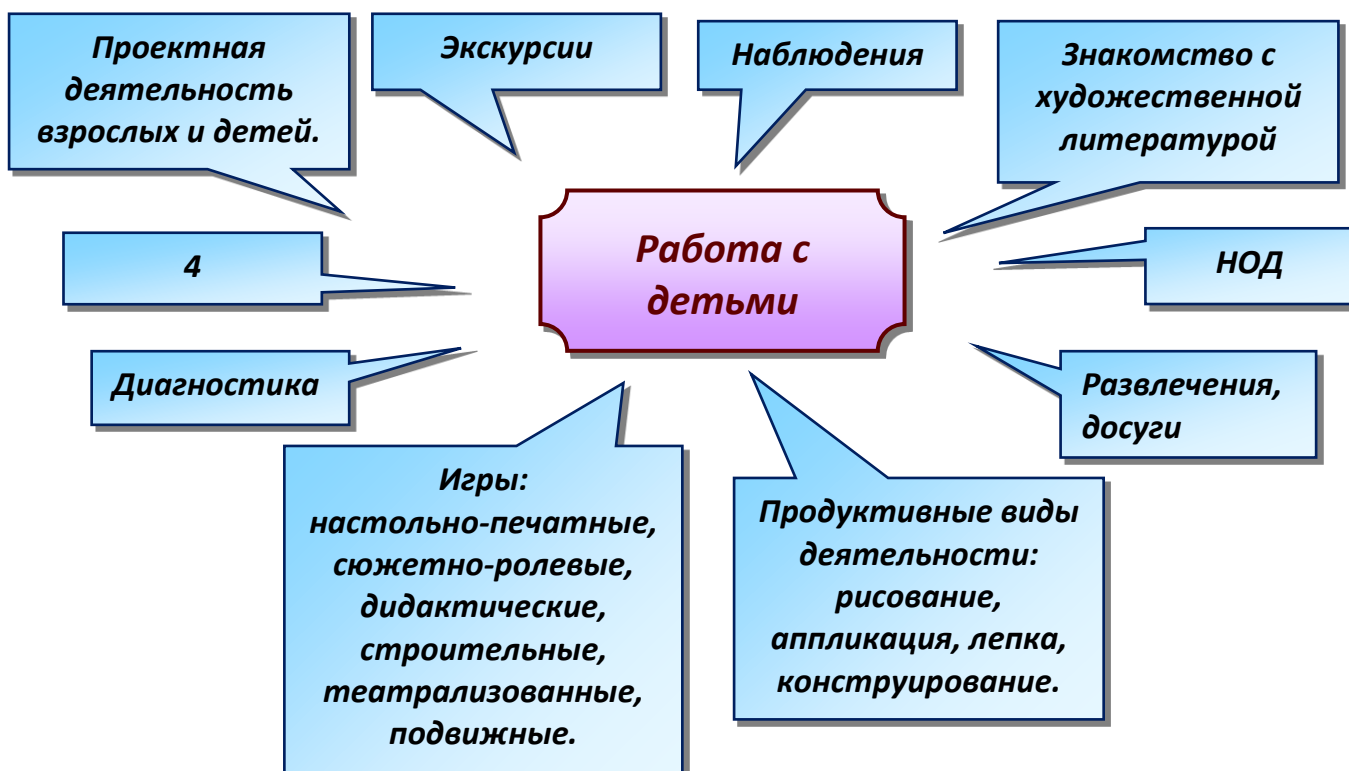 Проектная
деятельность
взрослых и детей.
Экскурсии
Наблюдения
Знакомство с
художественной
литературой
4
Работа с
детьми
НОД
Диагностика
Развлечения,
досуги
Игры:
настольно-печатные,
сюжетно-ролевые,
дидактические,
строительные,
театрализованные,
подвижные.
Продуктивные виды
деятельности:
рисование,
аппликация, лепка,
конструирование.